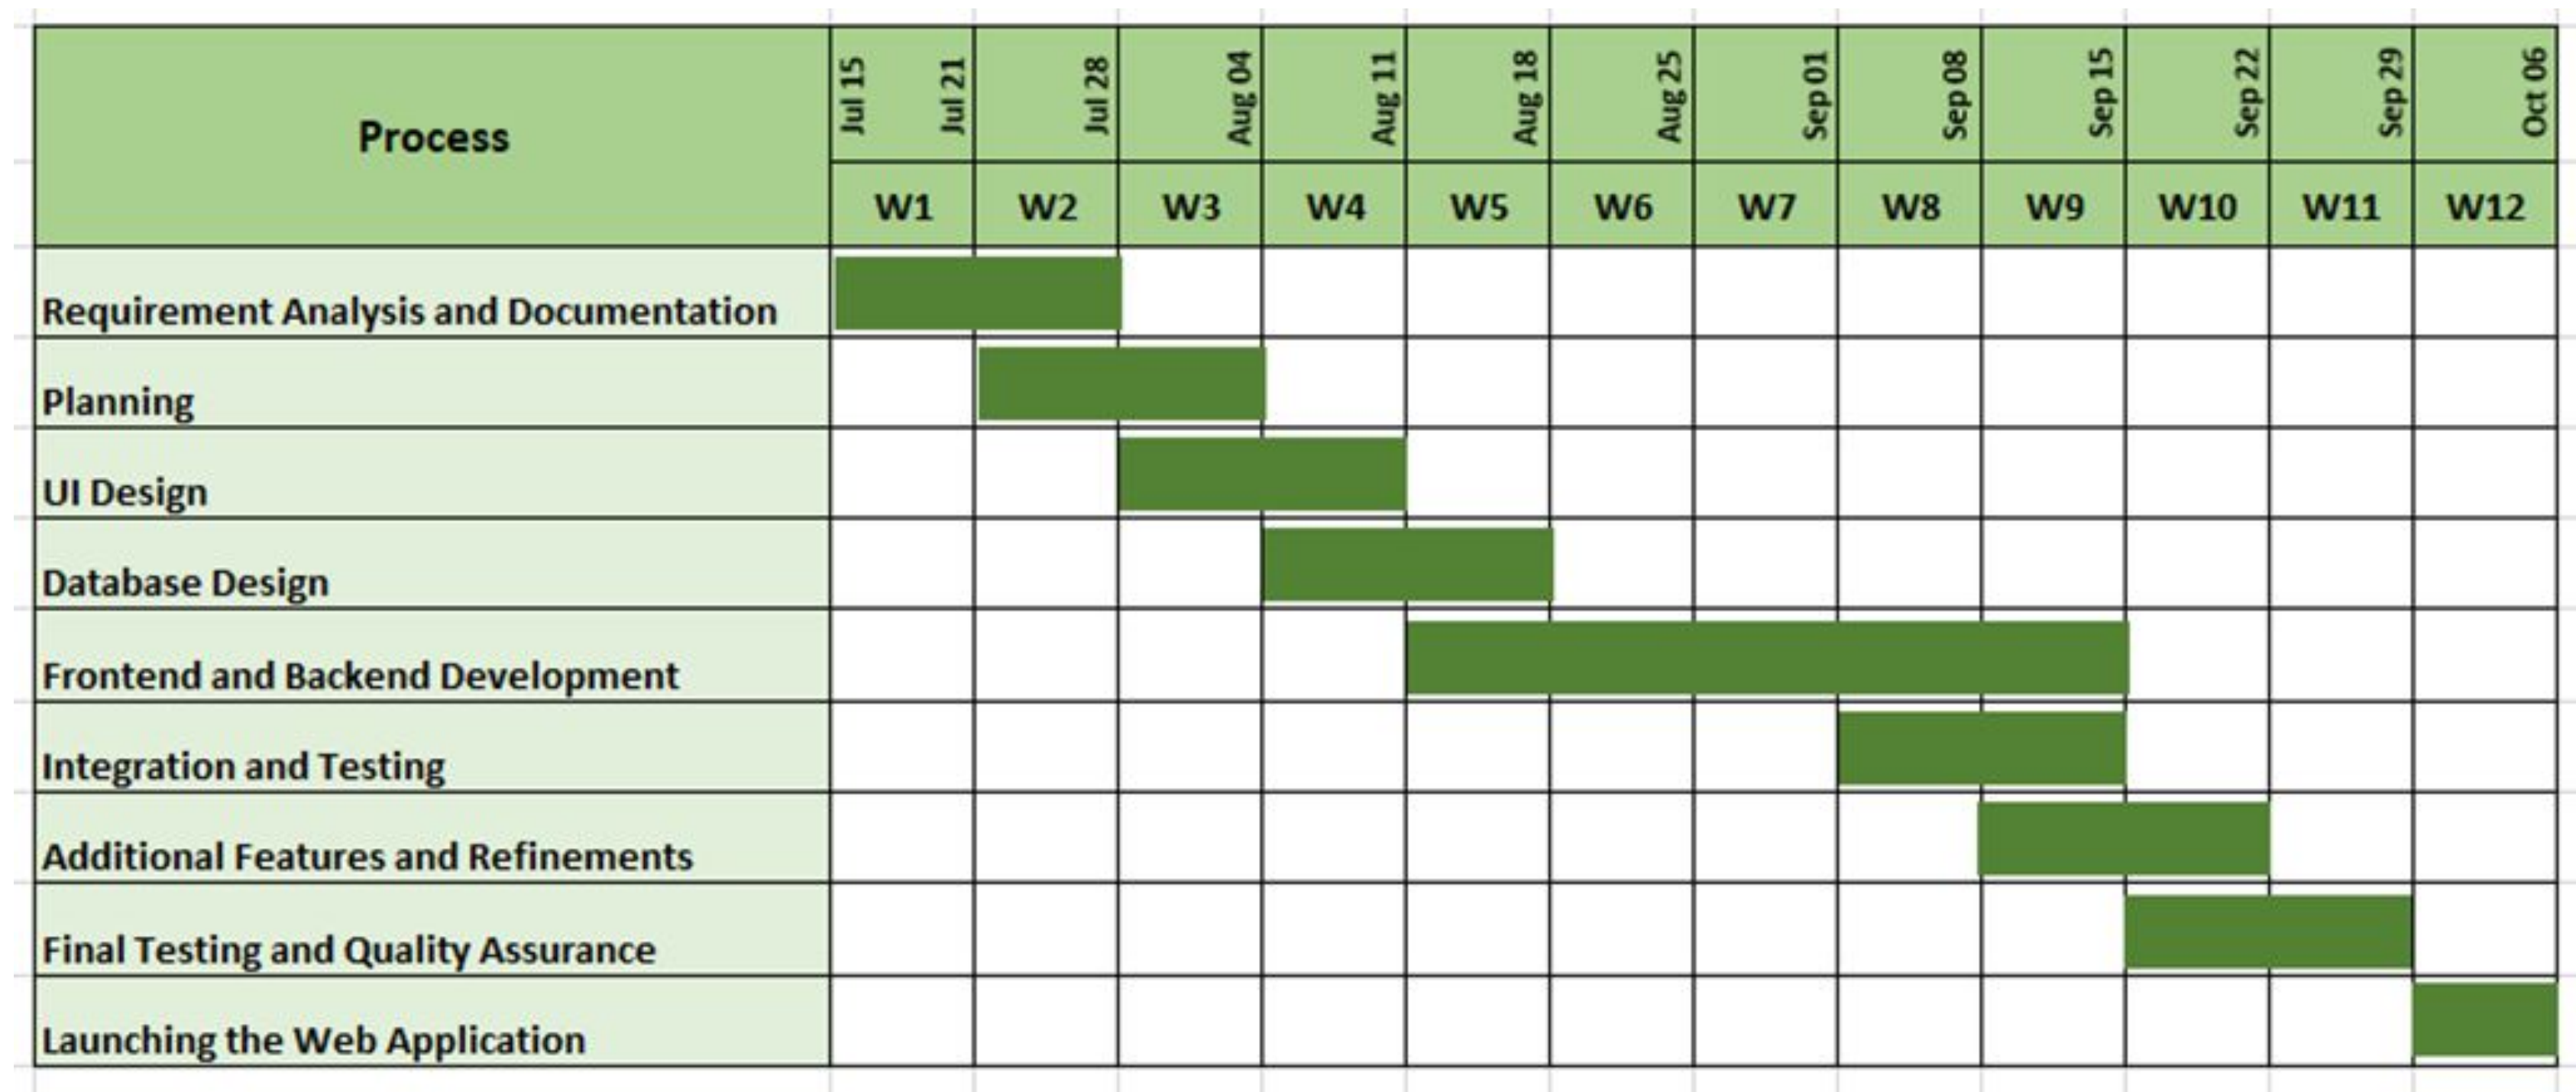 Process
Jul 15 Jul 21 Jul 28 Aug 04 Aug 11 Aug 18 Aug 25 Sep 01 Sep 08 Sep 15 Sep 22 Sep 29 Oct 06
W1 W2 W3 W4 W5 W6 W7 W8 W9 W10 W11 W12
Requirement Analysis and Documentation
Planning
UI Design
Database Design
Frontend and Backend Development
Integration and Testing
Additional Features and Refinements
Final Testing and Quality Assurance
Launching the Web Application